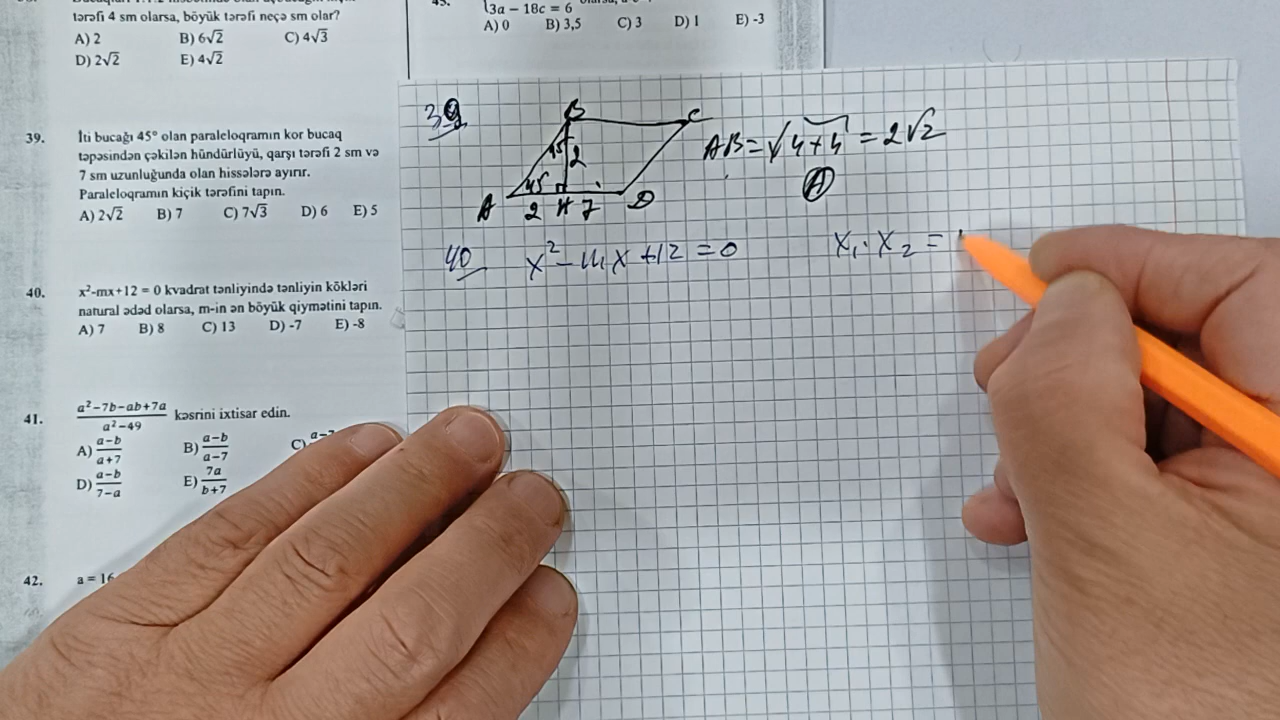 tərəfi 4 sm olarsa, böyük tərəfi neçə sm olar?
A) 2 B) 6√2 C) 4√3
D) 2√2 E) 4√2
3a − 18c = 6
A) 0 B) 3,5 C) 3 D) 1 E) -3
39. İti bucağı 45° olan paraleloqramın kor bucaq
təpəsindən çəkilən hündürlüyü, qarşı tərəfi 2 sm və
7 sm uzunluğunda olan hissələrə ayırır.
Paraleloqramın kiçik tərəfini tapın.
A) 2√2 B) 7 C) 7√3 D) 6 E) 5
40. x²-mx+12 = 0 kvadrat tənliyində tənliyin kökləri
natural ədəd olarsa, m-in ən böyük qiymətini tapın.
A) 7 B) 8 C) 13 D) -7 E) -8
41. a²−7b−ab+7a / a²−49 kəsrini ixtisar edin.
A) a−b / a+7 B) a−b / a−7 C)
D) a−b / 7−a E) 7a / b+7
42. a = 16
39
B C
45 2
45
A 2 H 7 D
AB = √4+4 = 2√2
A
40 x² − mx + 12 = 0 x₁ · x₂ =